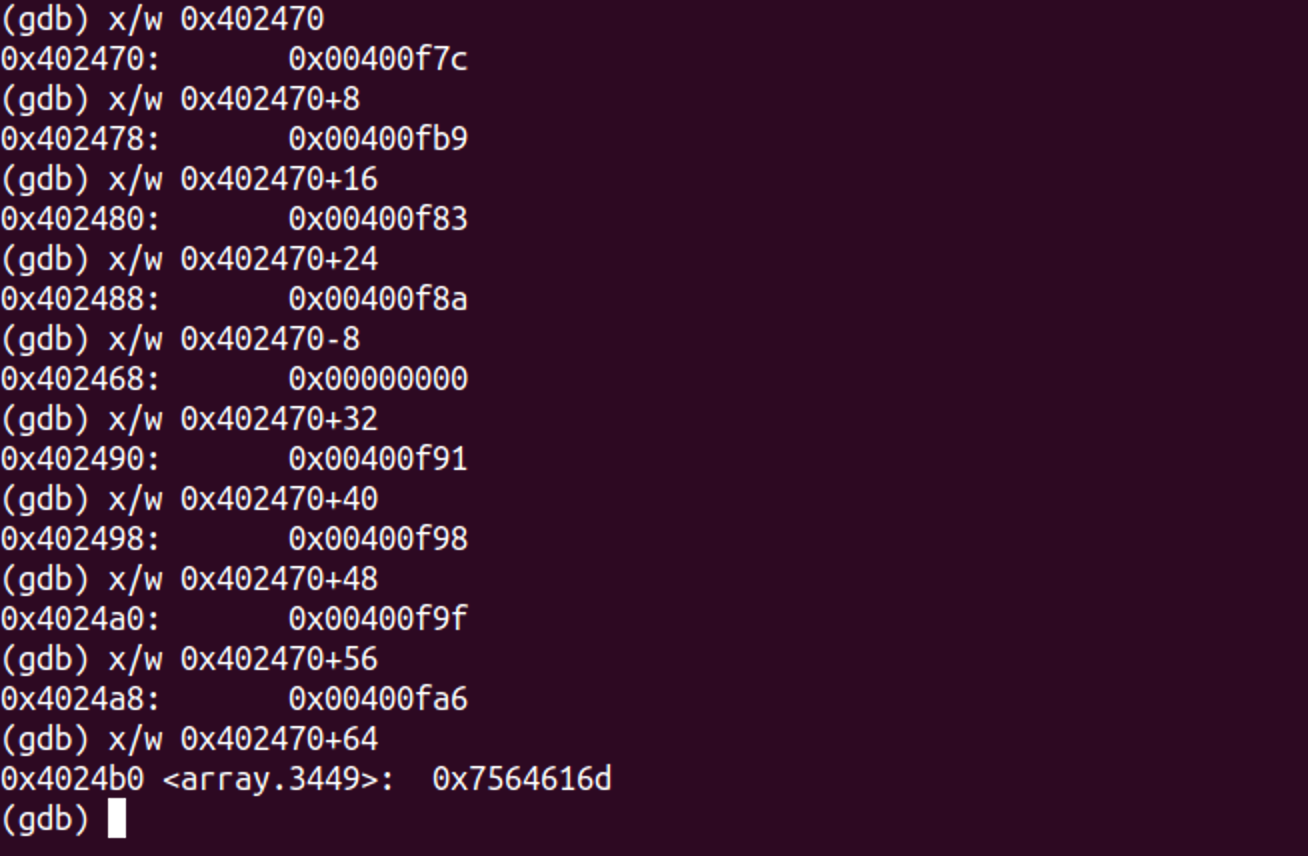 (gdb) x/w 0x402470
0x402470:       0x00400f7c
(gdb) x/w 0x402470+8
0x402478:       0x00400fb9
(gdb) x/w 0x402470+16
0x402480:       0x00400f83
(gdb) x/w 0x402470+24
0x402488:       0x00400f8a
(gdb) x/w 0x402470-8
0x402468:       0x00000000
(gdb) x/w 0x402470+32
0x402490:       0x00400f91
(gdb) x/w 0x402470+40
0x402498:       0x00400f98
(gdb) x/w 0x402470+48
0x4024a0:       0x00400f9f
(gdb) x/w 0x402470+56
0x4024a8:       0x00400fa6
(gdb) x/w 0x402470+64
0x4024b0 <array.3449>:  0x7564616d
(gdb)